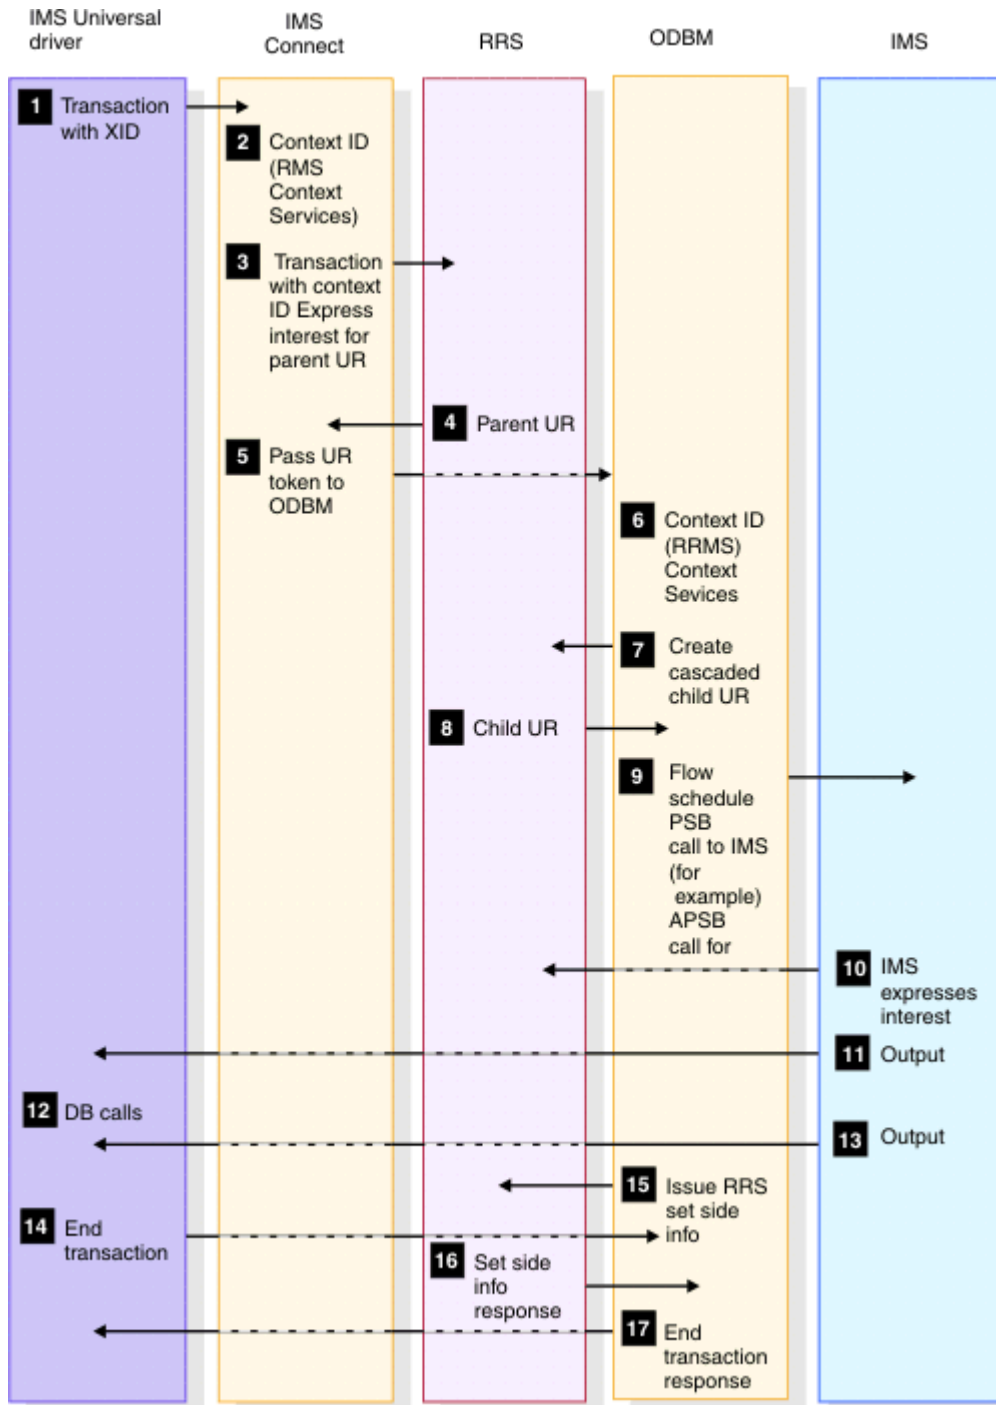 IMS Universal
driver
IMS
Connect
RRS
ODBM
IMS
1 Transaction
with XID
2 Context ID
(RMS
Context
Services)
3 Transaction
with context
ID Express
interest for
parent UR
4 Parent UR
5 Pass UR
token to
ODBM
6 Context ID
(RRMS)
Context
Sevices
7 Create
cascaded
child UR
8 Child UR
9 Flow
schedule
PSB
call to IMS
(for
example)
APSB
call for
10 IMS
expresses
interest
11 Output
12 DB calls
13 Output
15 Issue RRS
set side
info
14 End
transaction
16 Set side
info
response
17 End
transaction
response